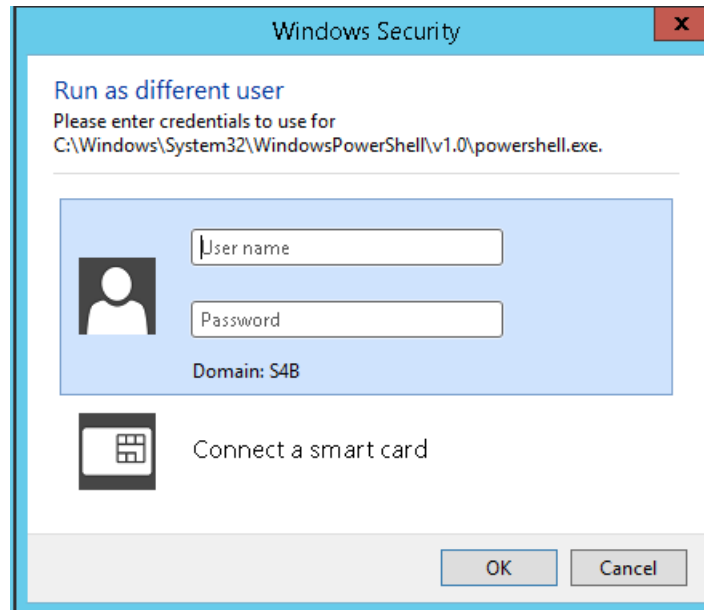 Windows Security
x
Run as different user
Please enter credentials to use for
C:\Windows\System32\WindowsPowerShell\v1.0\powershell.exe.
User name
Password
Domain: S4B
Connect a smart card
OK
Cancel